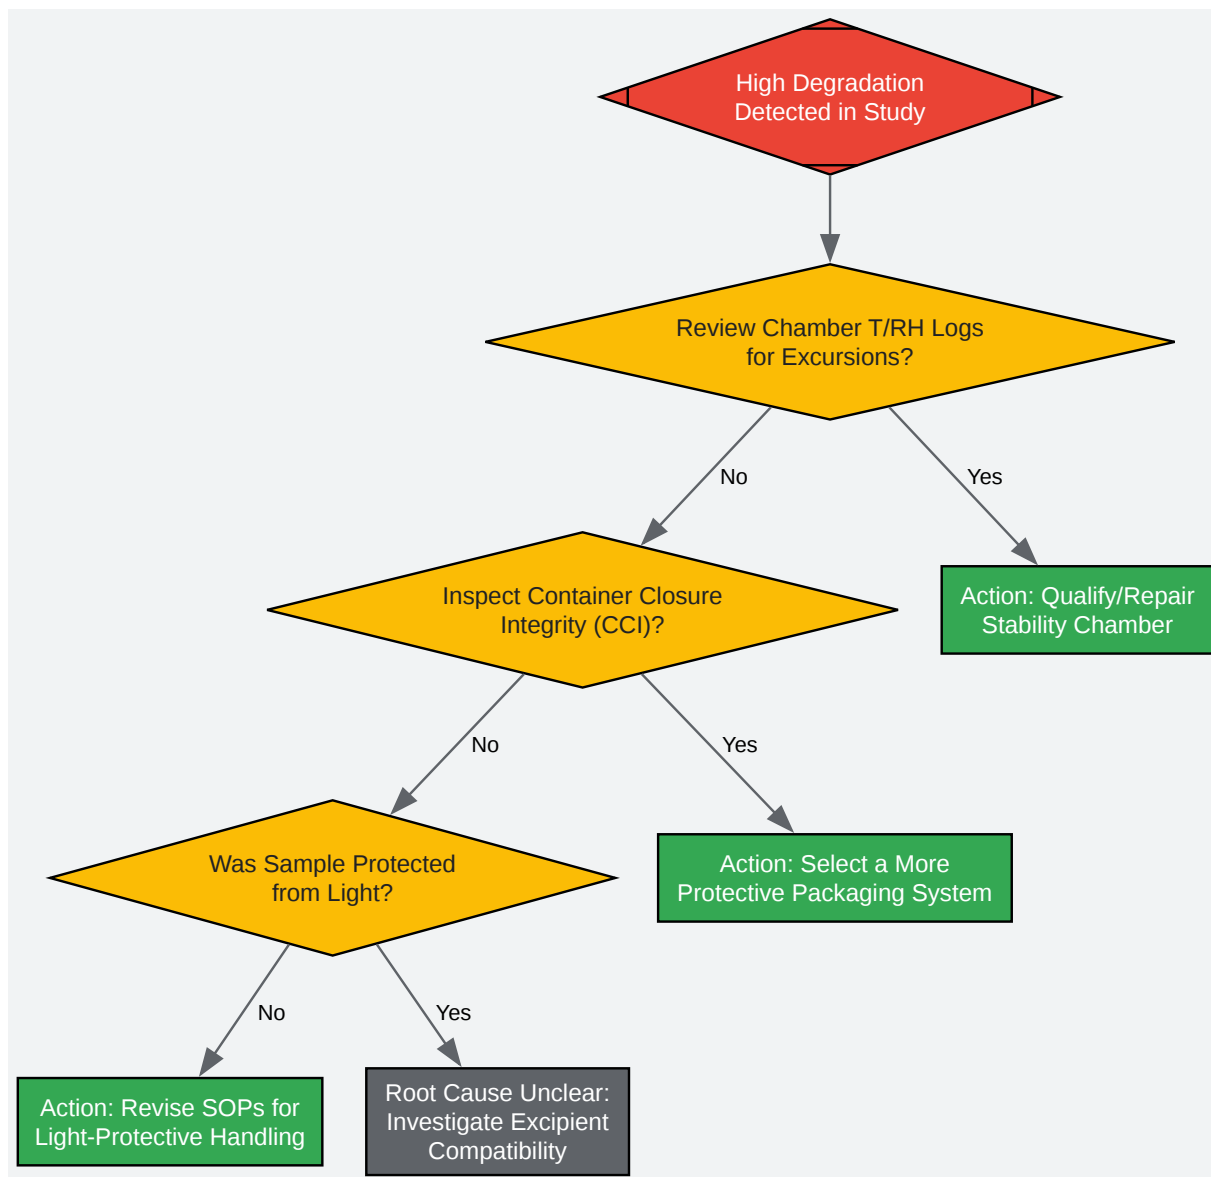 High Degradation
Detected in Study
Review Chamber T/RH Logs
for Excursions?
No
Yes
Inspect Container Closure
Integrity (CCI)?
Action: Qualify/Repair
Stability Chamber
No
Yes
Was Sample Protected
from Light?
Action: Select a More
Protective Packaging System
No
Yes
Action: Revise SOPs for
Light-Protective Handling
Root Cause Unclear:
Investigate Excipient
Compatibility